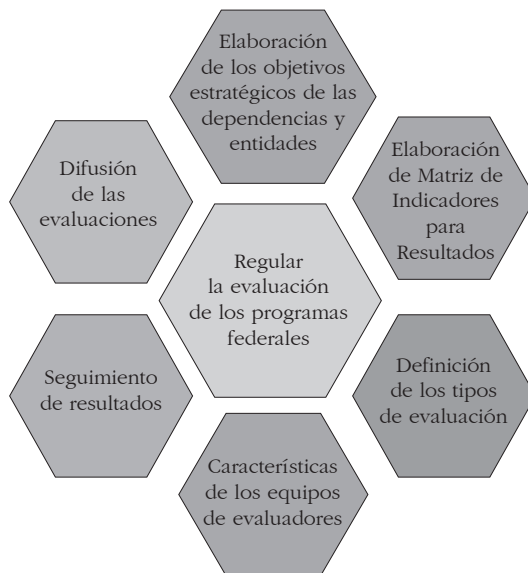 Elaboración
de los objetivos
estratégicos de las
dependencias y
entidades
Elaboración
de Matriz de
Indicadores
para
Resultados
Definición
de los tipos
de evaluación
Características
de los equipos
de evaluadores
Seguimiento
de resultados
Difusión
de las
evaluaciones
Regular
la evaluación
de los programas
federales